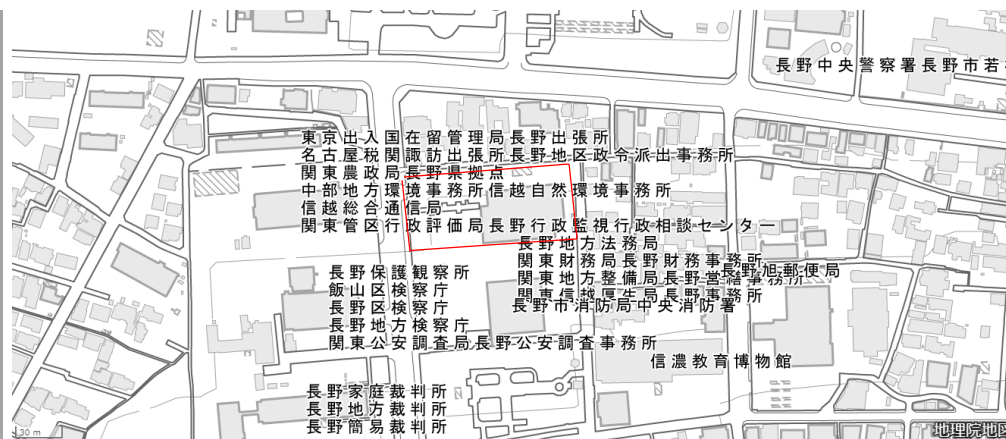 長野中央警察署長野市若
東京出入国在留管理局長野出張所
名古屋税関諏訪出張所長野地区政令派出事務所
関東農政局長野県拠点
中部地方環境事務所信越自然環境事務所
信越総合通信局
関東管区行政評価局長野行政監視行政相談センター
長野地方法務局
関東財務局長野財務事務所
長野旭郵便局
関東地方整備局長野営繕事務所
関東信越厚生局長野事務所
長野市消防局中央消防署
長野保護観察所
飯山区検察庁
長野区検察庁
長野地方検察庁
関東公安調査局長野公安調査事務所
信濃教育博物館
長野家庭裁判所
長野地方裁判所
長野簡易裁判所
30 m
地理院地図